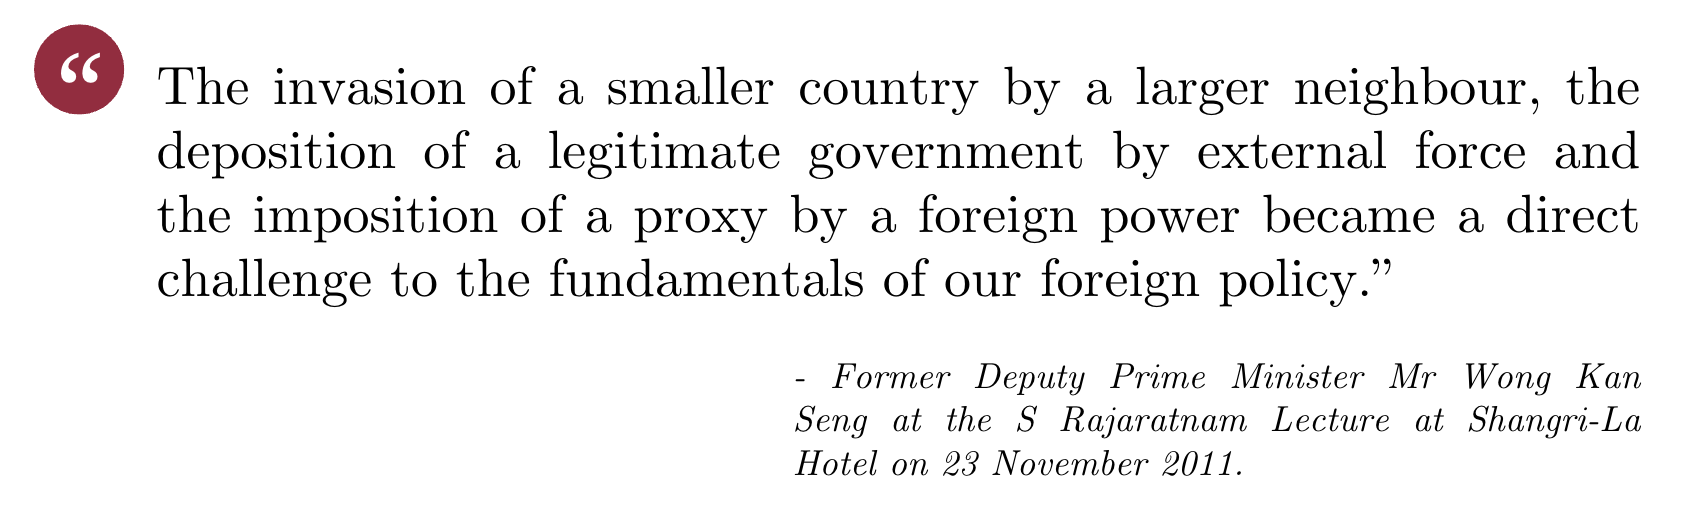 “ The invasion of a smaller country by a larger neighbour, the
deposition of a legitimate government by external force and
the imposition of a proxy by a foreign power became a direct
challenge to the fundamentals of our foreign policy.”
- Former Deputy Prime Minister Mr Wong Kan
Seng at the S Rajaratnam Lecture at Shangri-La
Hotel on 23 November 2011.